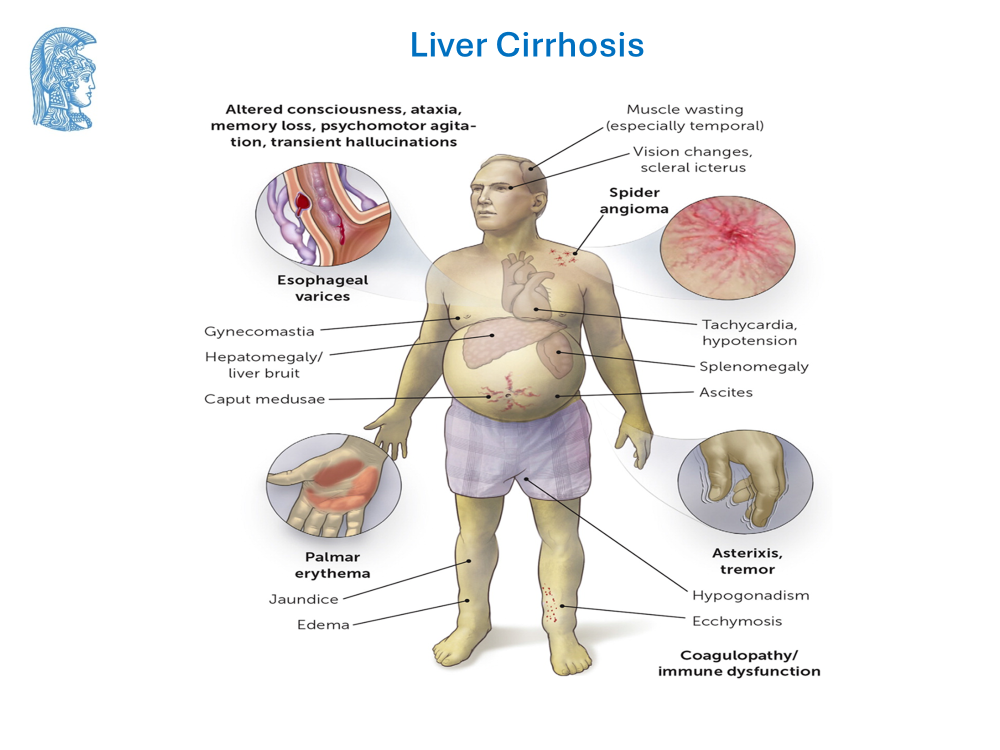 Liver Cirrhosis
Altered consciousness, ataxia,
memory loss, psychomotor agita-
tion, transient hallucinations
Muscle wasting
(especially temporal)
Vision changes,
scleral icterus
Spider
angioma
Esophageal
varices
Gynecomastia
Hepatomegaly/
liver bruit
Caput medusae
Tachycardia,
hypotension
Splenomegaly
Ascites
Palmar
erythema
Jaundice
Edema
Asterixis,
tremor
Hypogonadism
Ecchymosis
Coagulopathy/
immune dysfunction